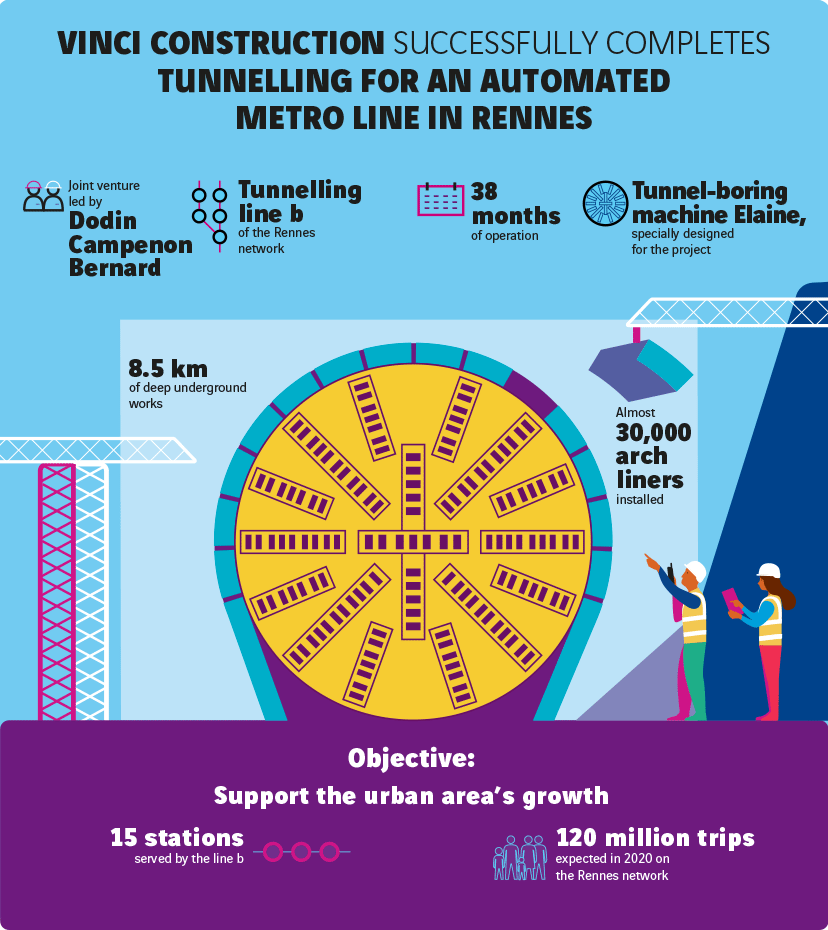 VINCI CONSTRUCTION SUCCESSFULLY COMPLETES
TUNNELLING FOR AN AUTOMATED
METRO LINE IN RENNES
Joint venture
led by
Dodin
Campenon
Bernard
Tunnelling
line b
of the Rennes
network
38
months
of operation
Tunnel-boring
machine Elaine,
specially designed
for the project
8.5 km
of deep underground
works
Almost
30,000
arch
liners
installed
Objective:
Support the urban area’s growth
15 stations
served by the line b
120 million trips
expected in 2020 on
the Rennes network